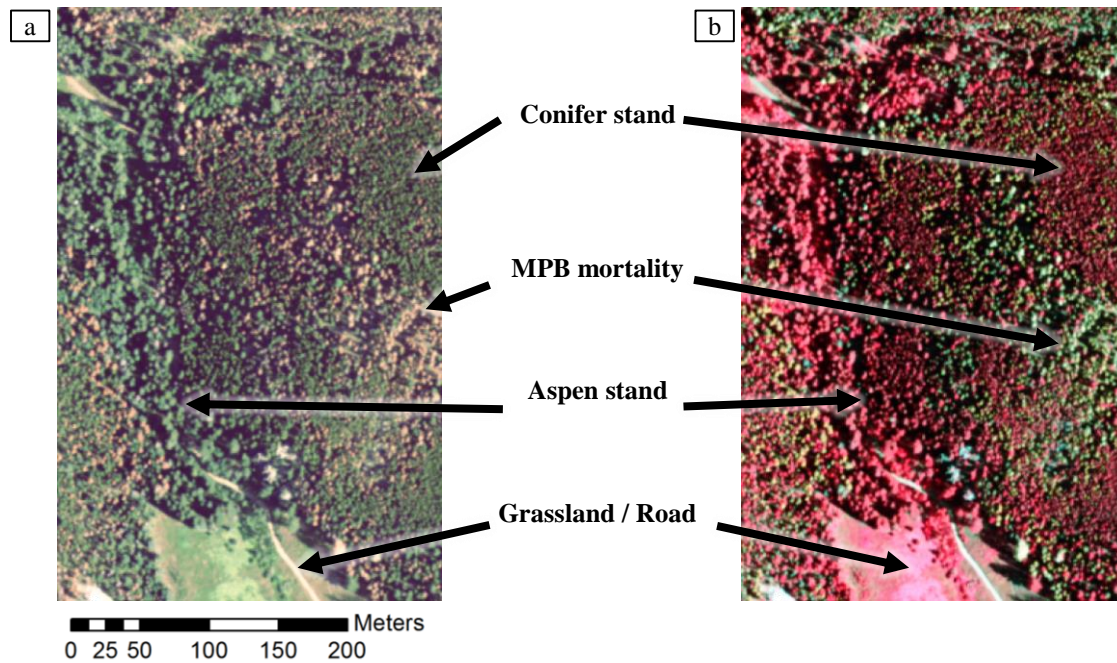 a
b
Conifer stand
MPB mortality
Aspen stand
Grassland / Road
Meters
0 25 50 100 150 200